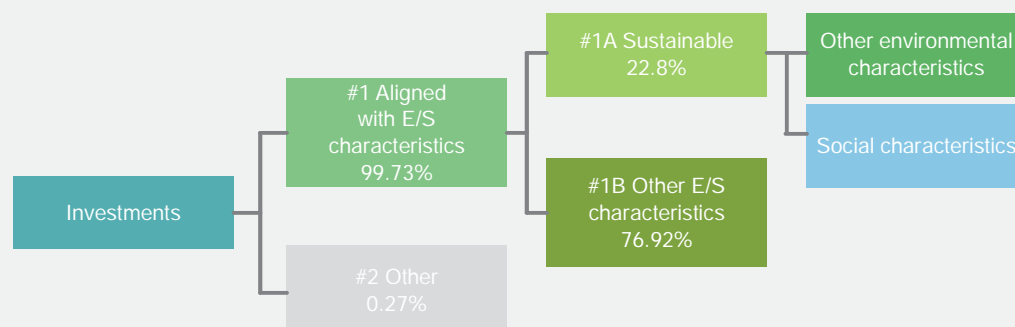 #1A Sustainable
22.8%
Other environmental
characteristics
#1 Aligned
with E/S
characteristics
99.73%
Social characteristics
#1B Other E/S
characteristics
76.92%
Investments
#2 Other
0.27%